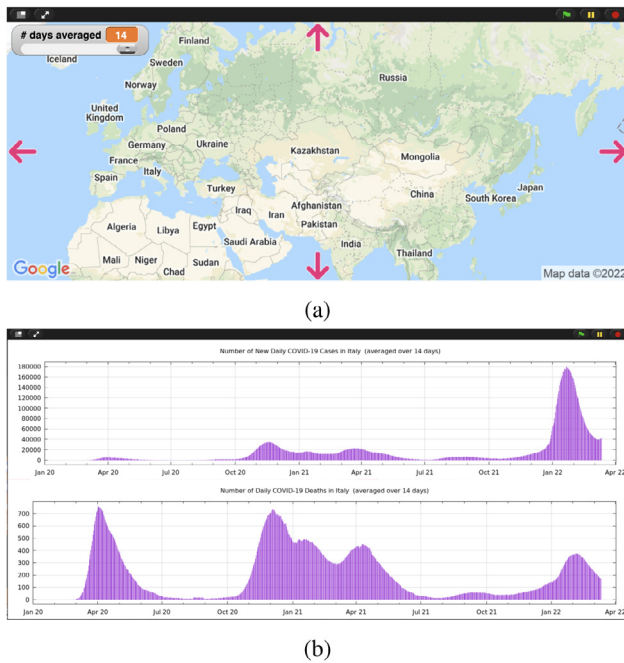 # days averaged 14
Iceland
Finland
Sweden
Norway
Russia
United
Kingdom
Poland
Germany
Ukraine
France
Kazakhstan
Mongolia
Italy
Spain
Turkey
Japan
China
South Korea
Afghanistan
Iraq
Iran
Pakistan
Algeria
Libya
Egypt
Saudi Arabia
India
Thailand
Mali
Niger
Sudan
Chad
Google
Map data ©2022
(a)
Number of New Daily COVID-19 Cases in Italy (averaged over 14 days)
180000
160000
140000
120000
100000
80000
60000
40000
20000
0
Jan 20 Apr 20 Jul 20 Oct 20 Jan 21 Apr 21 Jul 21 Oct 21 Jan 22 Apr 22
Number of Daily COVID-19 Deaths in Italy (averaged over 14 days)
700
600
500
400
300
200
100
0
Jan 20 Apr 20 Jul 20 Oct 20 Jan 21 Apr 21 Jul 21 Oct 21 Jan 22 Apr 22
(b)